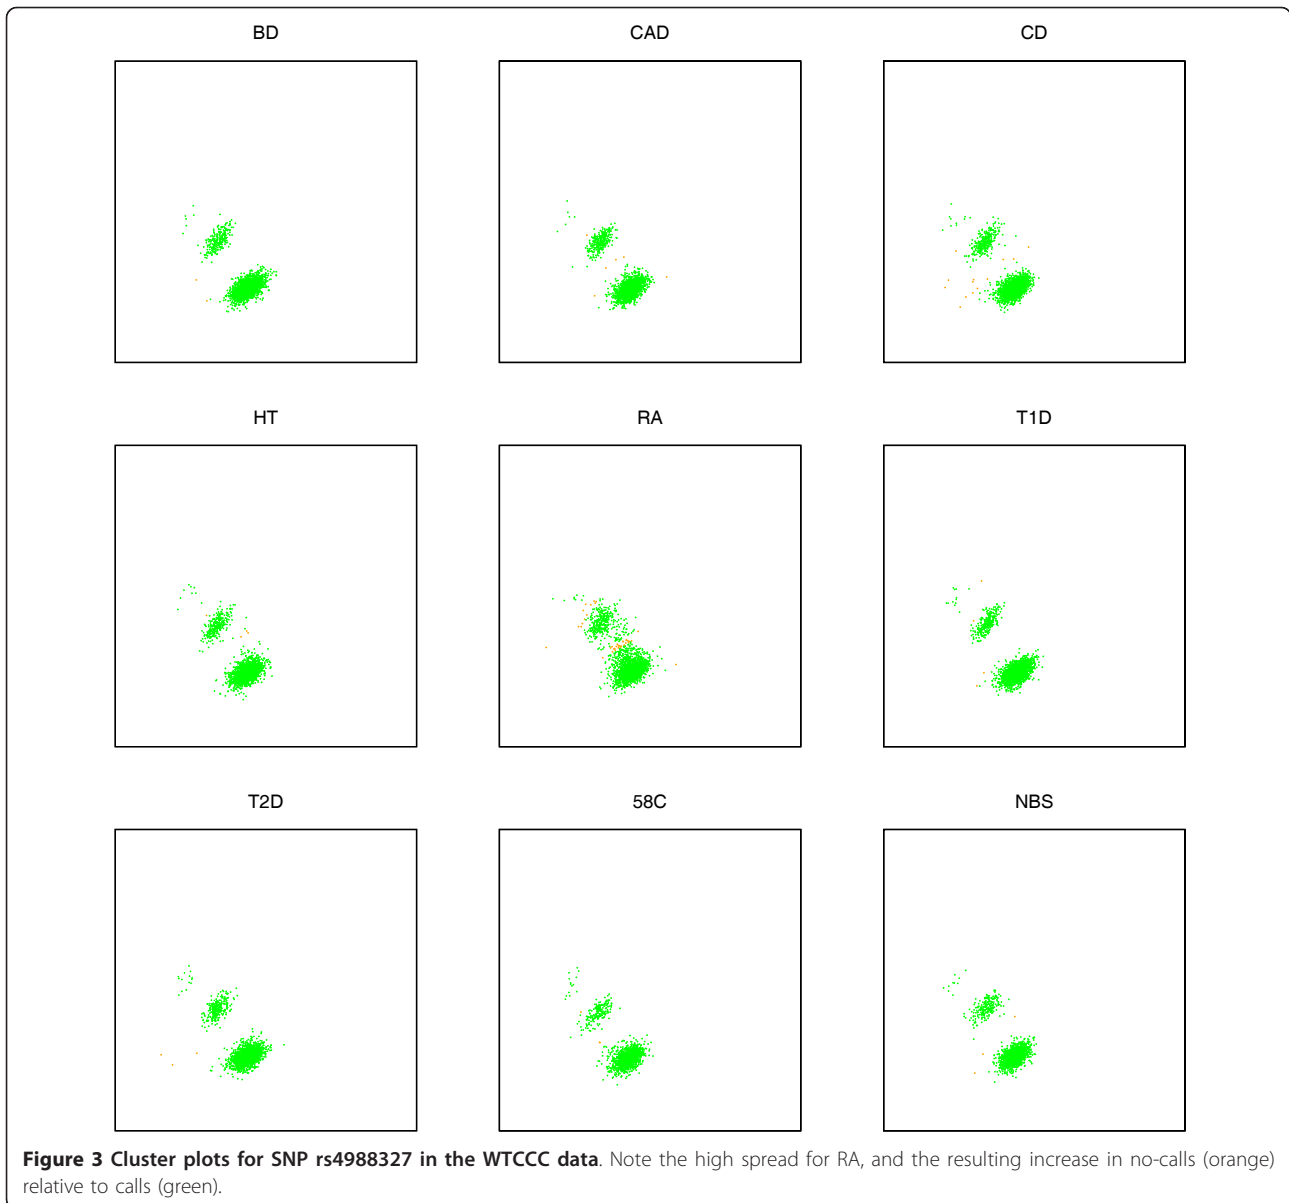 BD
CAD
CD
HT
RA
T1D
T2D
58C
NBS
Figure 3 Cluster plots for SNP rs4988327 in the WTCCC data. Note the high spread for RA, and the resulting increase in no-calls (orange)
relative to calls (green).